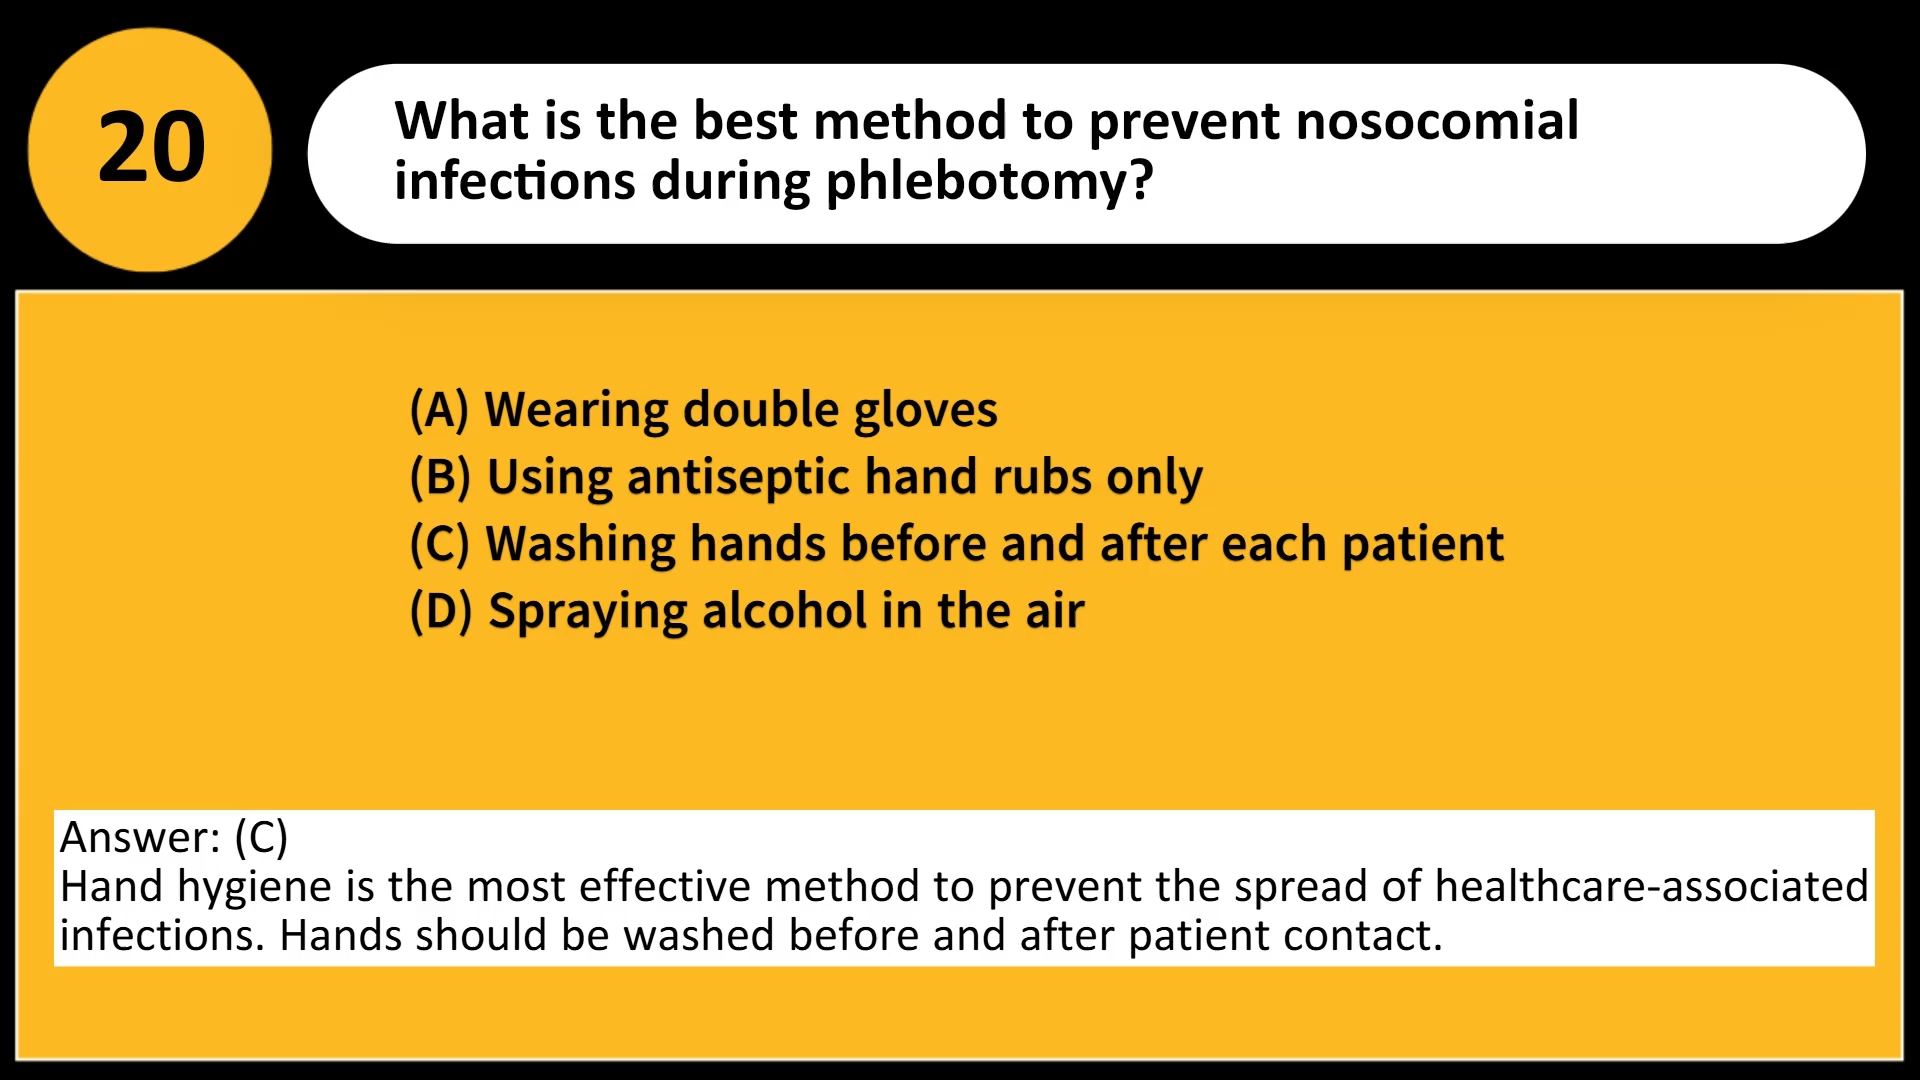 20
What is the best method to prevent nosocomial
infections during phlebotomy?
(A) Wearing double gloves
(B) Using antiseptic hand rubs only
(C) Washing hands before and after each patient
(D) Spraying alcohol in the air
Answer: (C)
Hand hygiene is the most effective method to prevent the spread of healthcare-associated
infections. Hands should be washed before and after patient contact.